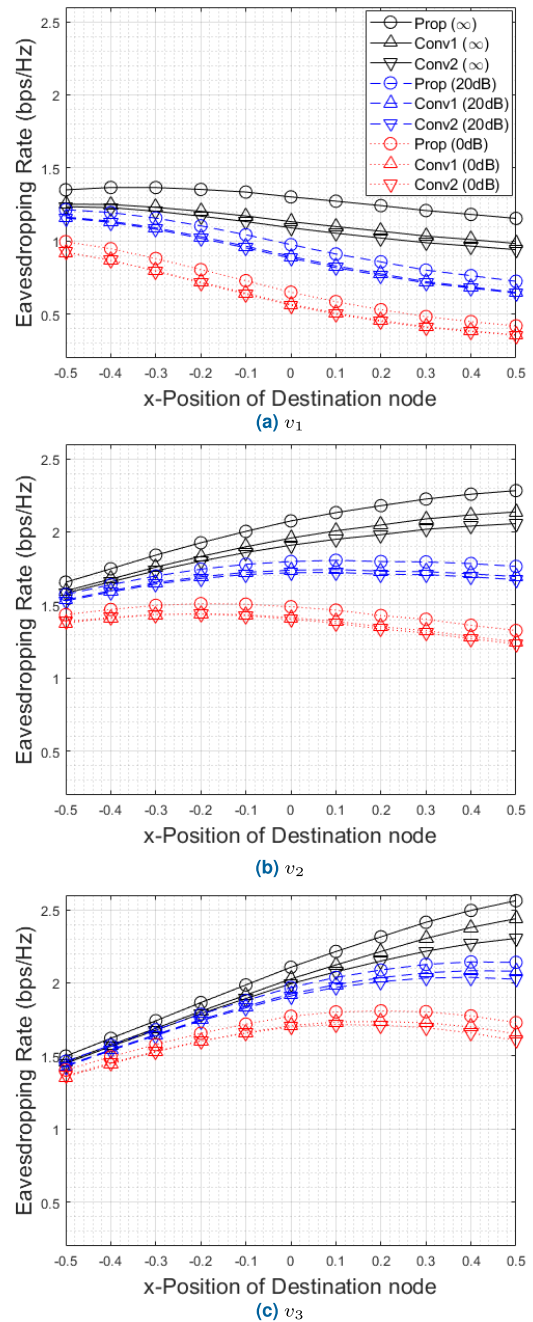 Eavesdropping Rate (bps/Hz)
2.5
2
1.5
1
0.5
Prop (∞)
Conv1 (∞)
Conv2 (∞)
Prop (20dB)
Conv1 (20dB)
Conv2 (20dB)
Prop (0dB)
Conv1 (0dB)
Conv2 (0dB)
-0.5 -0.4 -0.3 -0.2 -0.1 0 0.1 0.2 0.3 0.4 0.5
x-Position of Destination node
(a) v₁
Eavesdropping Rate (bps/Hz)
2.5
2
1.5
1
0.5
-0.5 -0.4 -0.3 -0.2 -0.1 0 0.1 0.2 0.3 0.4 0.5
x-Position of Destination node
(b) v₂
Eavesdropping Rate (bps/Hz)
2.5
2
1.5
1
0.5
-0.5 -0.4 -0.3 -0.2 -0.1 0 0.1 0.2 0.3 0.4 0.5
x-Position of Destination node
(c) v₃